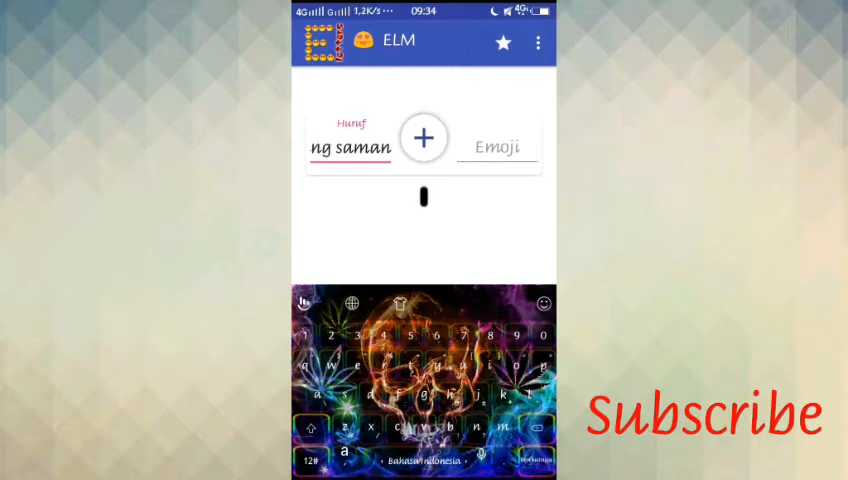 4G G 1,2K/s ··· 09:34 4G
ELM
Huruf
ng saman
+
Emoji
1 2 3 4 5 6 7 8 9 0
q w e r t y u i o p
a s d f g h j k l
z x c v b n m
12# a Bahasa Indonesia
Subscribe